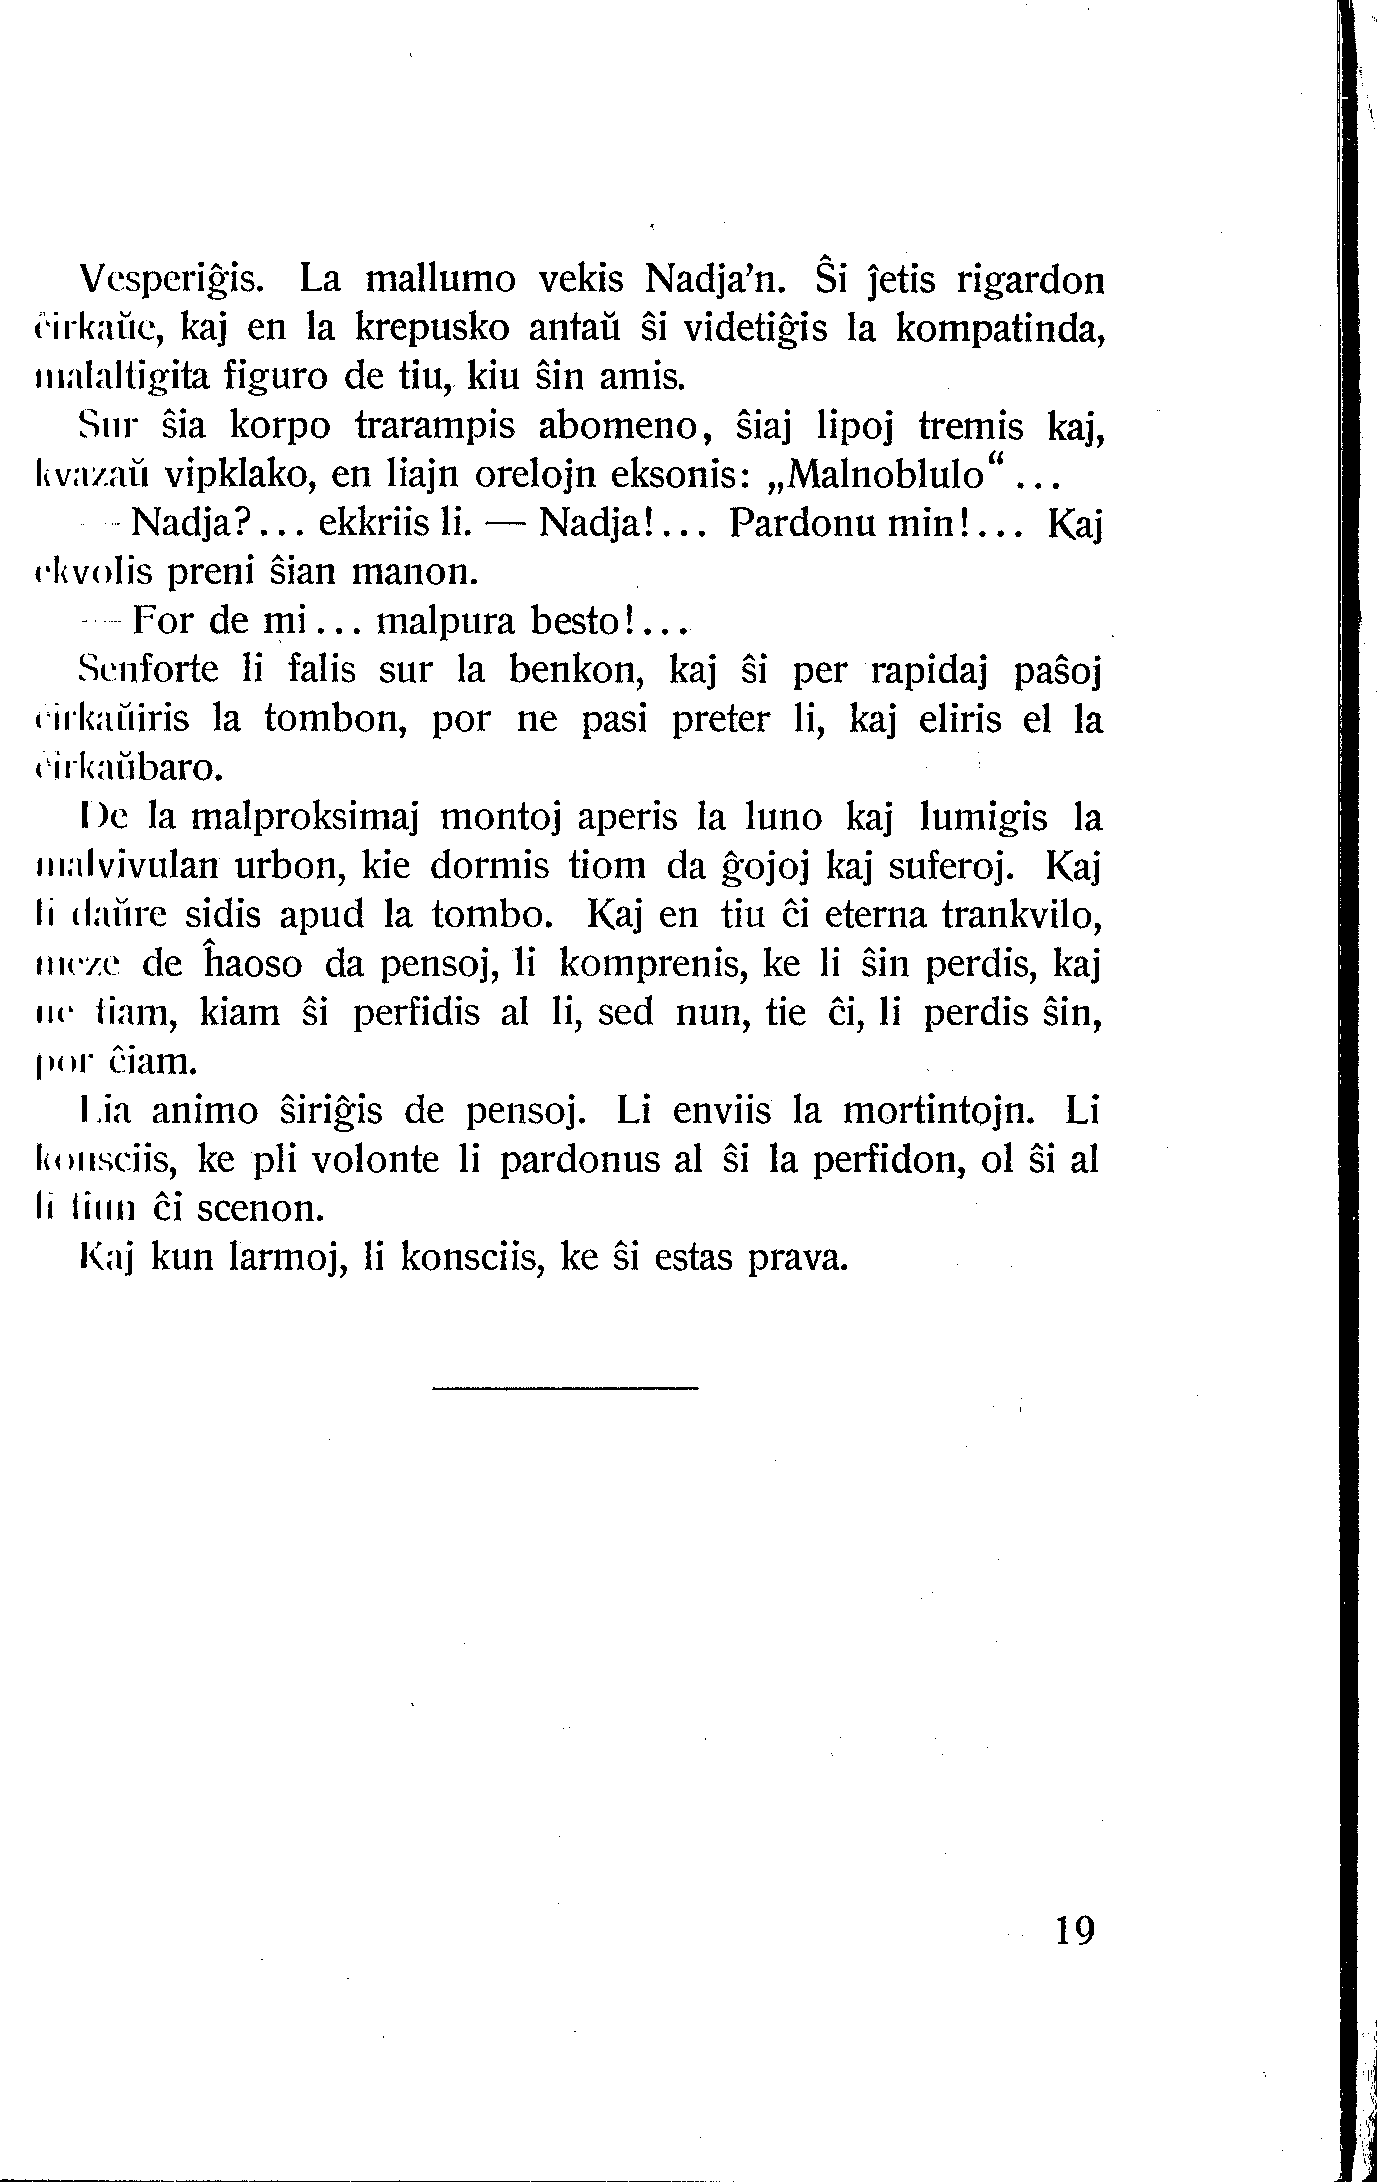 Vesperiĝis. La mallumo vekis Nadja'n. Ŝi ĵetis rigardon
ĉirkaŭe, kaj en la krepusko antaŭ ŝi videtiĝis la kompatinda,
malaltigita figuro de tiu, kiu ŝin amis.
Sur ŝia korpo trarampis abomeno, ŝiaj lipoj tremis kaj,
kvazaŭ vipklako, en liajn orelojn eksonis: „Malnoblulo“...
— Nadja?... ekkriis li. — Nadja!... Pardonu min!... Kaj
ekvolis preni ŝian manon.
— For de mi... malpura besto!...
Senforte li falis sur la benkon, kaj ŝi per rapidaj paŝoj
ĉirkaŭiris la tombon, por ne pasi preter li, kaj eliris el la
ĉirkaŭbaro.
De la malproksimaj montoj aperis la luno kaj lumigis la
malvivulan urbon, kie dormis tiom da ĝojoj kaj suferoj. Kaj
li daŭre sidis apud la tombo. Kaj en tiu ĉi eterna trankvilo,
meze de ĥaoso da pensoj, li komprenis, ke li ŝin perdis, kaj
ne tiam, kiam ŝi perfidis al li, sed nun, tie ĉi, li perdis ŝin,
por ĉiam.
Lia animo ŝiriĝis de pensoj. Li enviis la mortintojn. Li
konsciis, ke pli volonte li pardonus al ŝi la perfidon, ol ŝi al
li tiun ĉi scenon.
Kaj kun larmoj, li konsciis, ke ŝi estas prava.
19